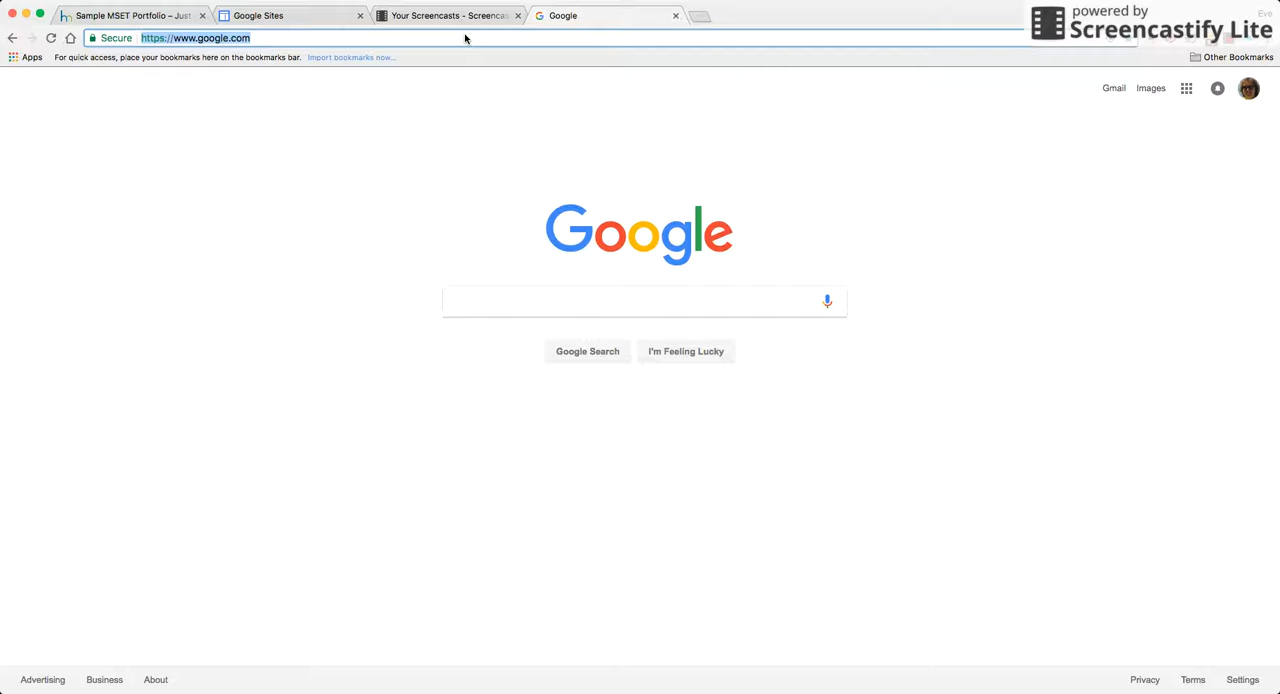 Sample MSET Portfolio – Just
Google Sites
Your Screencasts - Screencas
Google
Eve
powered by
Screencastify Lite
Secure
https://www.google.com
Apps
For quick access, place your bookmarks here on the bookmarks bar.
Import bookmarks now...
Other Bookmarks
Gmail
Images
Google
Google Search
I'm Feeling Lucky
Advertising
Business
About
Privacy
Terms
Settings